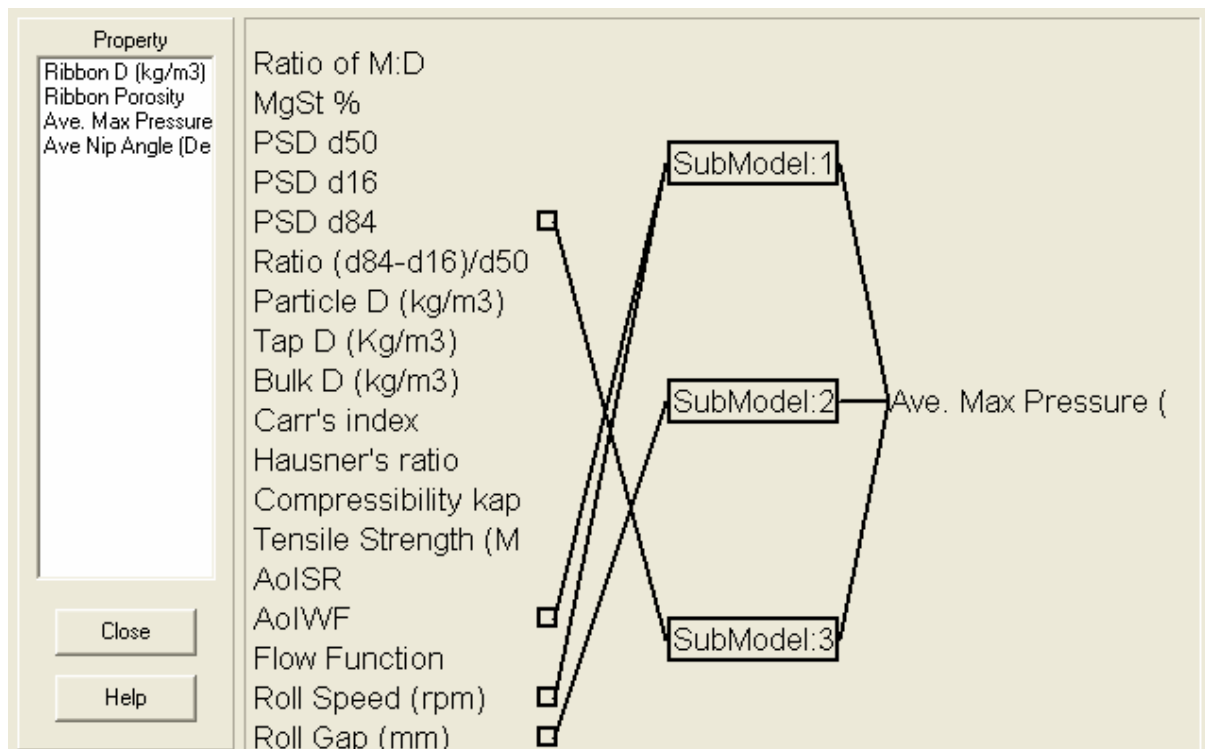 Property
Ribbon D (kg/m3)
Ribbon Porosity
Ave. Max Pressure
Ave Nip Angle (De
Close
Help
Ratio of M:D
MgSt %
PSD d50
PSD d16
PSD d84
Ratio (d84-d16)/d50
Particle D (kg/m3)
Tap D (Kg/m3)
Bulk D (kg/m3)
Carr's index
Hausner's ratio
Compressibility kap
Tensile Strength (M
AoISR
AoIWF
Flow Function
Roll Speed (rpm)
Roll Gap (mm)
SubModel:1
SubModel:2
SubModel:3
Ave. Max Pressure (